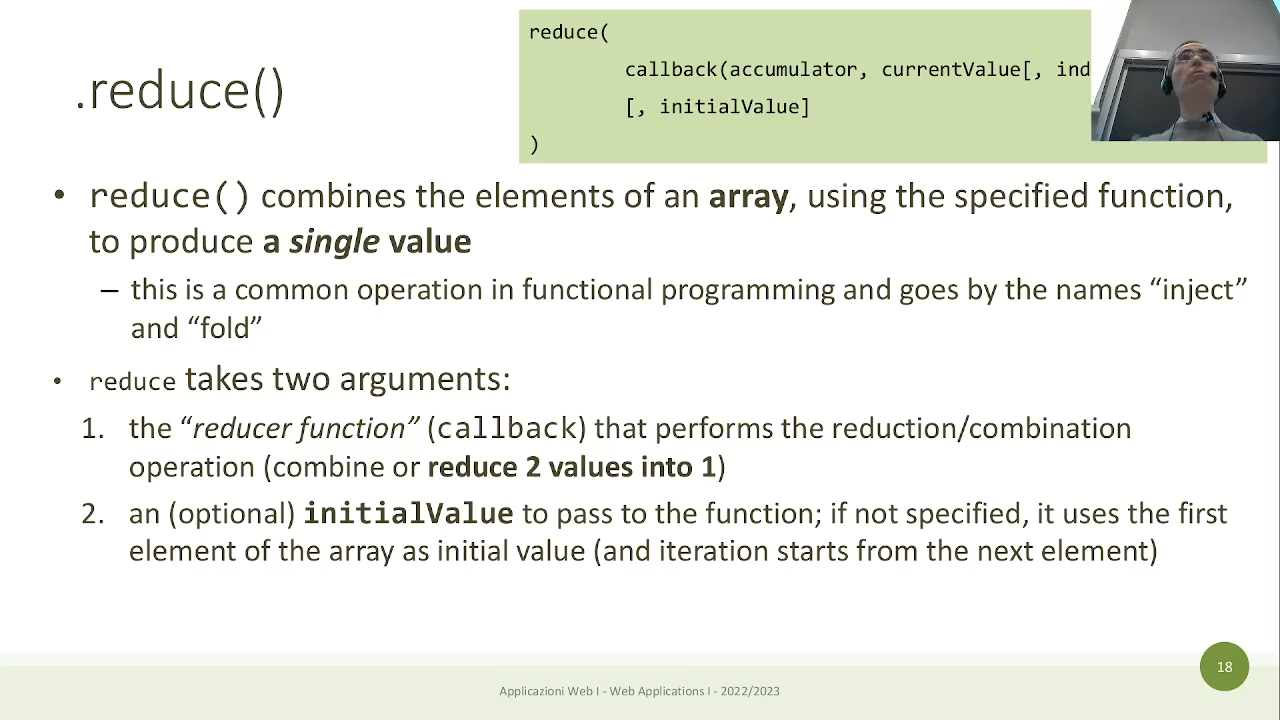 .reduce()
reduce(
callback(accumulator, currentValue[,
[, initialValue]
)
• reduce() combines the elements of an array, using the specified function,
to produce a single value
– this is a common operation in functional programming and goes by the names “inject”
and “fold”
• reduce takes two arguments:
1. the “reducer function” (callback) that performs the reduction/combination
operation (combine or reduce 2 values into 1)
2. an (optional) initialValue to pass to the function; if not specified, it uses the first
element of the array as initial value (and iteration starts from the next element)
18
Applicazioni Web I - Web Applications I - 2022/2023